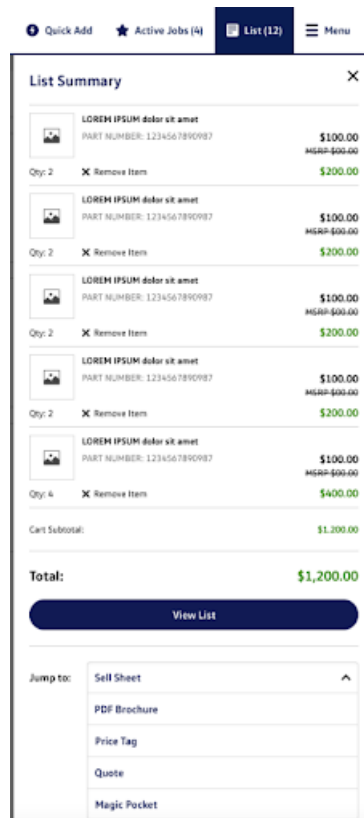 Quick Add
Active Jobs (4)
List (12)
Menu
List Summary
LOREM IPSUM dolor sit amet
PART NUMBER: 1234567890987
$100.00
MSRP $00.00
Qty: 2
Remove Item
$200.00
LOREM IPSUM dolor sit amet
PART NUMBER: 1234567890987
$100.00
MSRP $00.00
Qty: 2
Remove Item
$200.00
LOREM IPSUM dolor sit amet
PART NUMBER: 1234567890987
$100.00
MSRP $00.00
Qty: 2
Remove Item
$200.00
LOREM IPSUM dolor sit amet
PART NUMBER: 1234567890987
$100.00
MSRP $00.00
Qty: 2
Remove Item
$200.00
LOREM IPSUM dolor sit amet
PART NUMBER: 1234567890987
$100.00
MSRP $00.00
Qty: 4
Remove Item
$400.00
Cart Subtotal:
$1,200.00
Total:
$1,200.00
View List
Jump to:
Sell Sheet
PDF Brochure
Price Tag
Quote
Magic Pocket